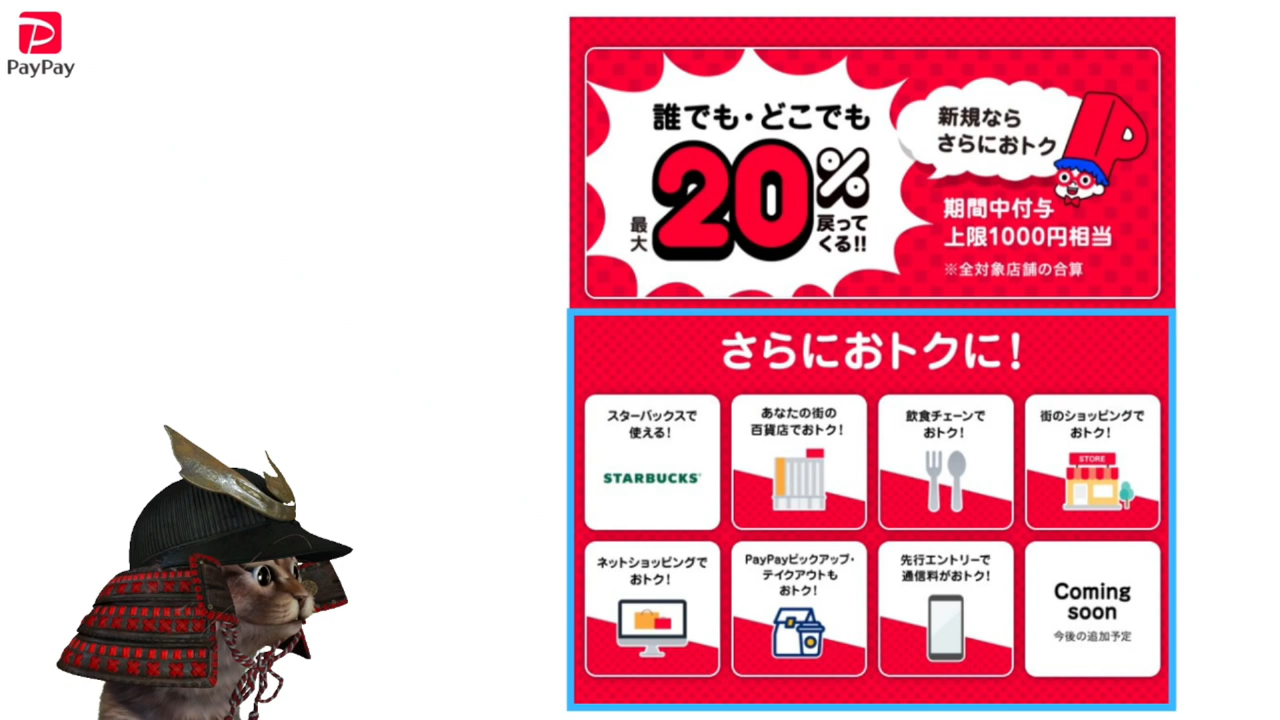 PayPay
誰でも・どこでも
最大
20%
戻って
くる!!
新規なら
さらにおトク
期間中付与
上限1000円相当
※全対象店舗の合算
さらにおトクに!
スターバックスで
使える!
STARBUCKS
あなたの街の
百貨店でおトク!
飲食チェーンで
おトク!
街のショッピングで
おトク!
STORE
ネットショッピングで
おトク!
PayPayピックアップ・
テイクアウトも
おトク!
先行エントリーで
通信料がおトク!
Coming
soon
今後の追加予定